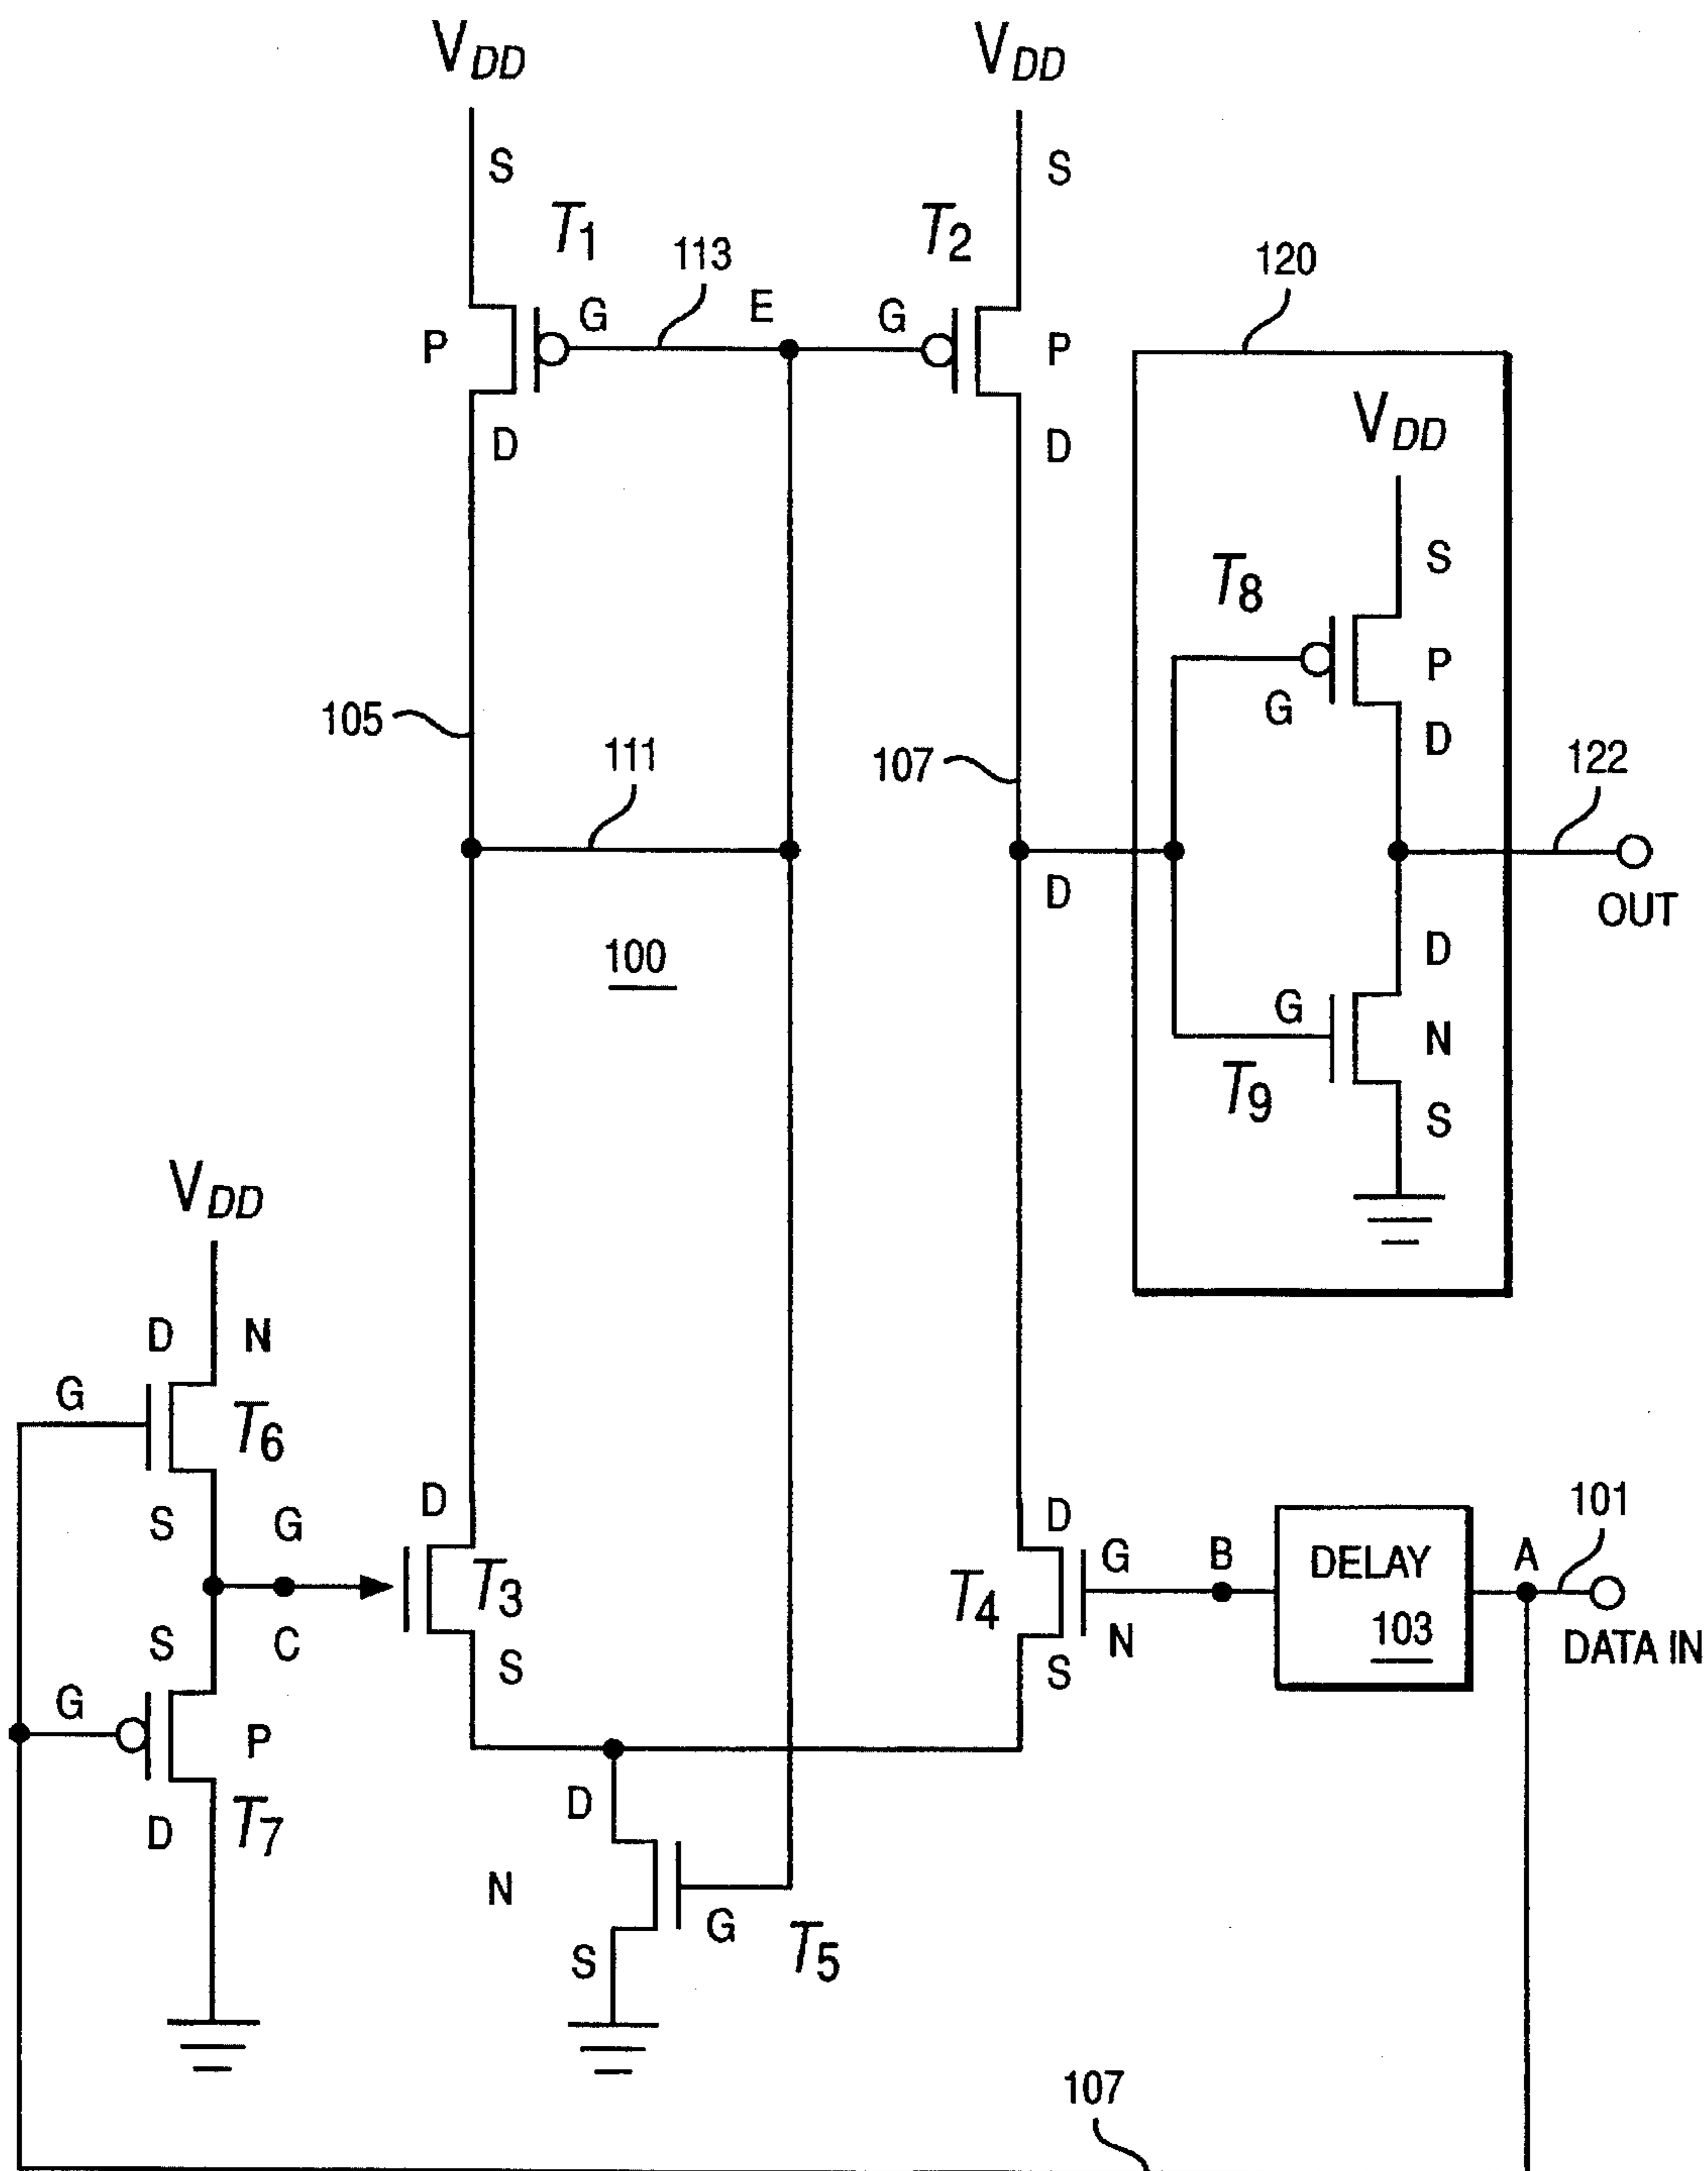 VDD VDD
S S
T1 T2
113 120
G E G
P P
D D
VDD
S
T8
P
G
105 111 107 D 122
D
OUT
100
D
G
N
T9
S
VDD
D N
G
T6
D D 101
S G G B DELAY A
T3 T4
S C N 103 DATA IN
S S
G
P
D
D T7
N
G T5
S
107